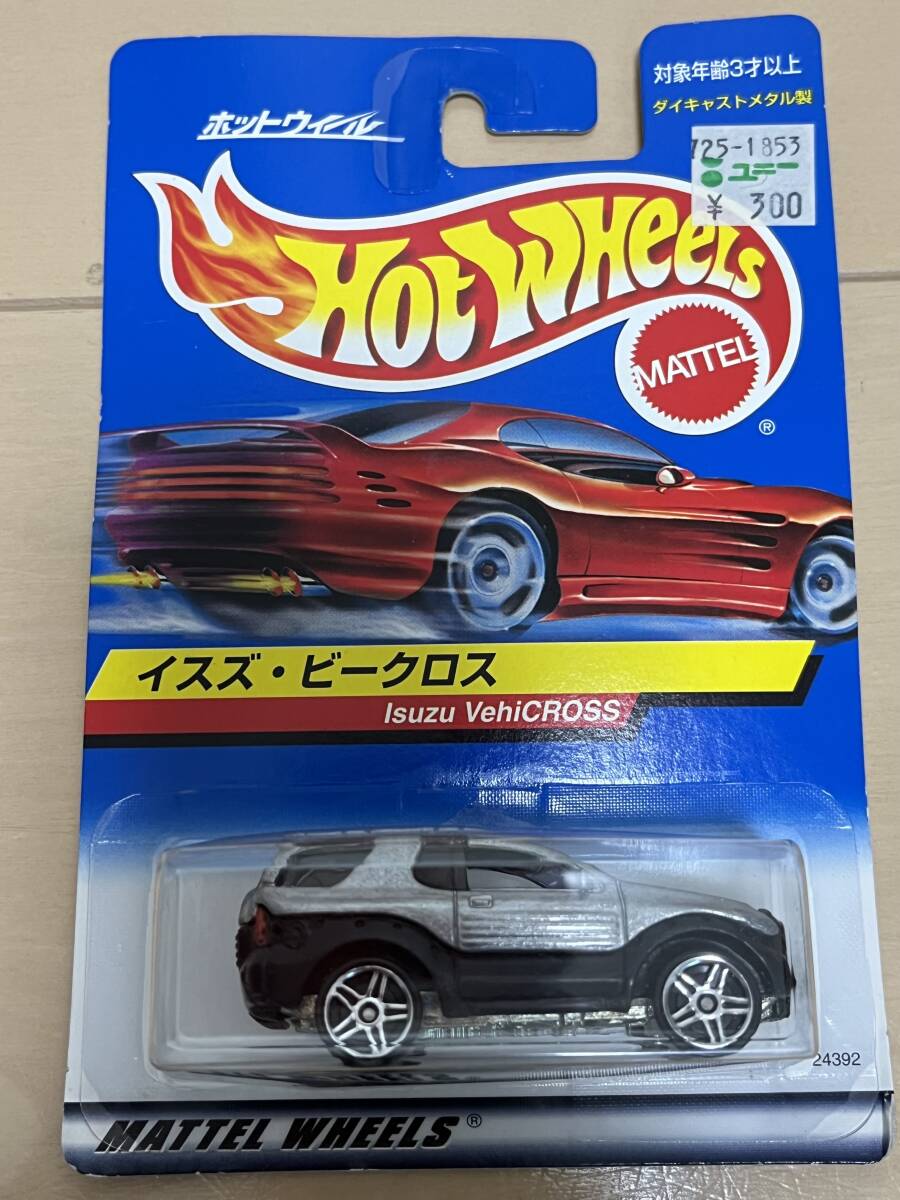 ホットウィール
対象年齢3才以上
ダイキャストメタル製
725-1853
ユニー
¥ 300
HOT WHEELS
MATTEL
®
イスズ・ビークロス
Isuzu VehiCROSS
24392
MATTEL WHEELS®